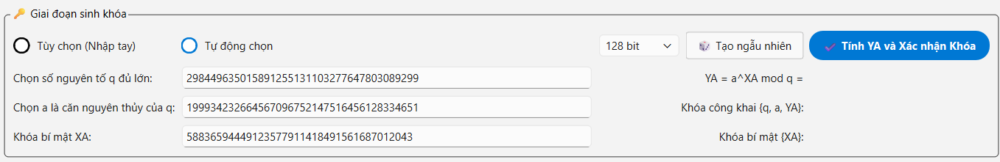 Giai đoạn sinh khóa
Tùy chọn (Nhập tay) Tự động chọn 128 bit Tạo ngẫu nhiên Tính YA và Xác nhận Khóa
Chọn số nguyên tố q đủ lớn: 298449635015891255131103277647803089299 YA = a^XA mod q =
Chọn a là căn nguyên thủy của q: 199934232664567096752147516456128334651 Khóa công khai {q, a, YA}:
Khóa bí mật XA: 58836594449123577911418491561687012043 Khóa bí mật {XA}: